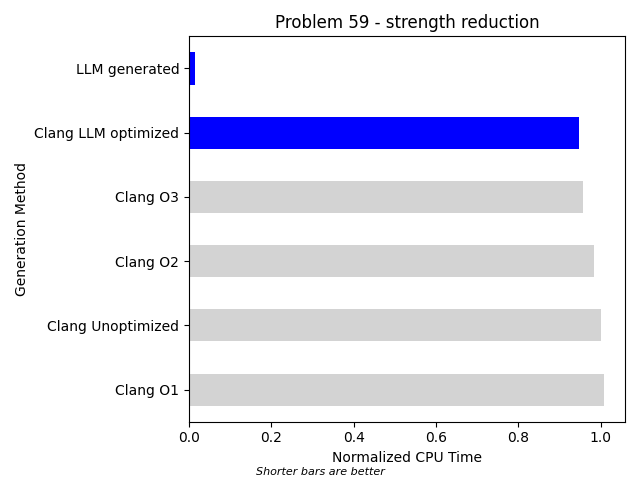 Problem 59 - strength reduction
LLM generated
Clang LLM optimized
Clang O3
Clang O2
Clang Unoptimized
Clang O1
Generation Method
0.0 0.2 0.4 0.6 0.8 1.0
Normalized CPU Time
Shorter bars are better